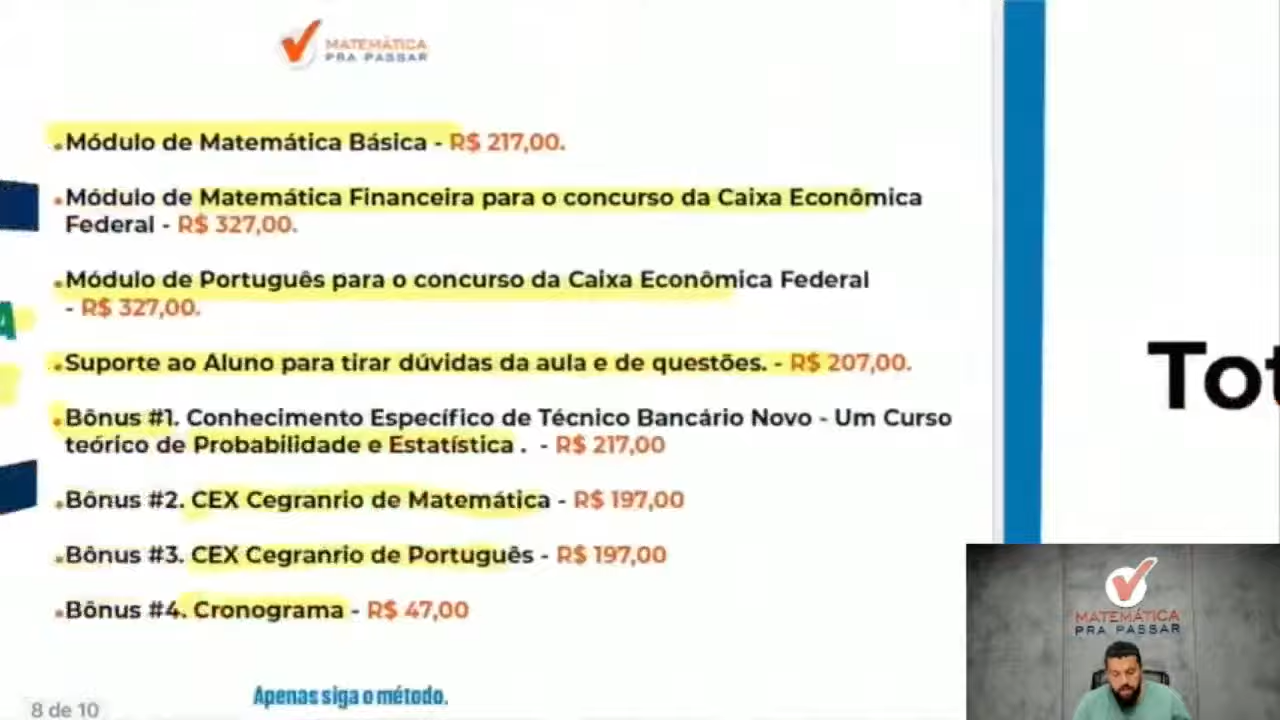 MATEMÁTICA
PRA PASSAR
Módulo de Matemática Básica - R$ 217,00.
Módulo de Matemática Financeira para o concurso da Caixa Econômica
Federal - R$ 327,00.
Módulo de Português para o concurso da Caixa Econômica Federal
- R$ 327,00.
Suporte ao Aluno para tirar dúvidas da aula e de questões. - R$ 207,00.
Bônus #1. Conhecimento Específico de Técnico Bancário Novo - Um Curso
teórico de Probabilidade e Estatística . - R$ 217,00
Bônus #2. CEX Cegranrio de Matemática - R$ 197,00
Bônus #3. CEX Cegranrio de Português - R$ 197,00
Bônus #4. Cronograma - R$ 47,00
Apenas siga o método.
8 de 10
A
Tot
MATEMÁTICA
PRA PASSAR